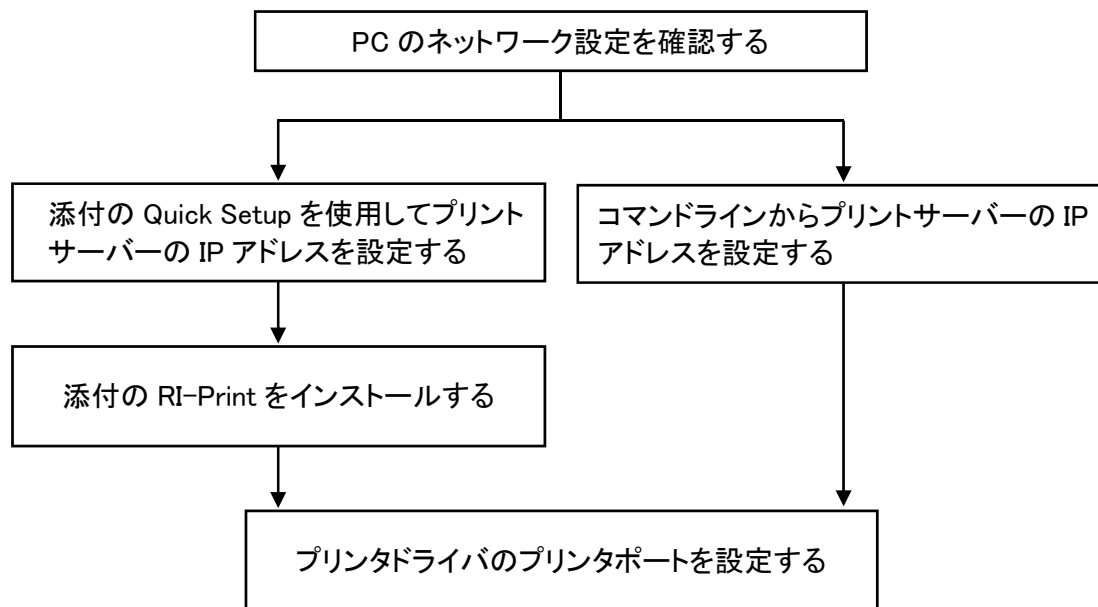 PC のネットワーク設定を確認する
添付の Quick Setup を使用してプリント
サーバーの IP アドレスを設定する
コマンドラインからプリントサーバーの IP
アドレスを設定する
添付の RI-Print をインストールする
プリンタドライバのプリンタポートを設定する